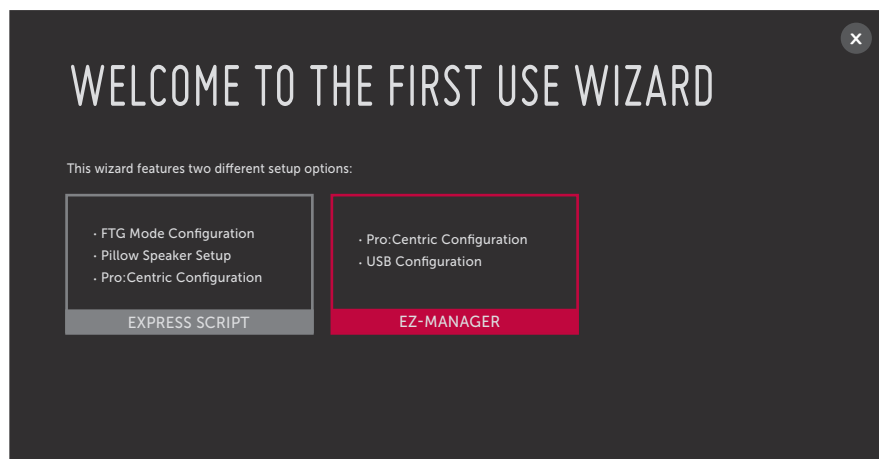 WELCOME TO THE FIRST USE WIZARD
This wizard features two different setup options:
· FTG Mode Configuration
· Pillow Speaker Setup
· Pro:Centric Configuration
EXPRESS SCRIPT
· Pro:Centric Configuration
· USB Configuration
EZ-MANAGER